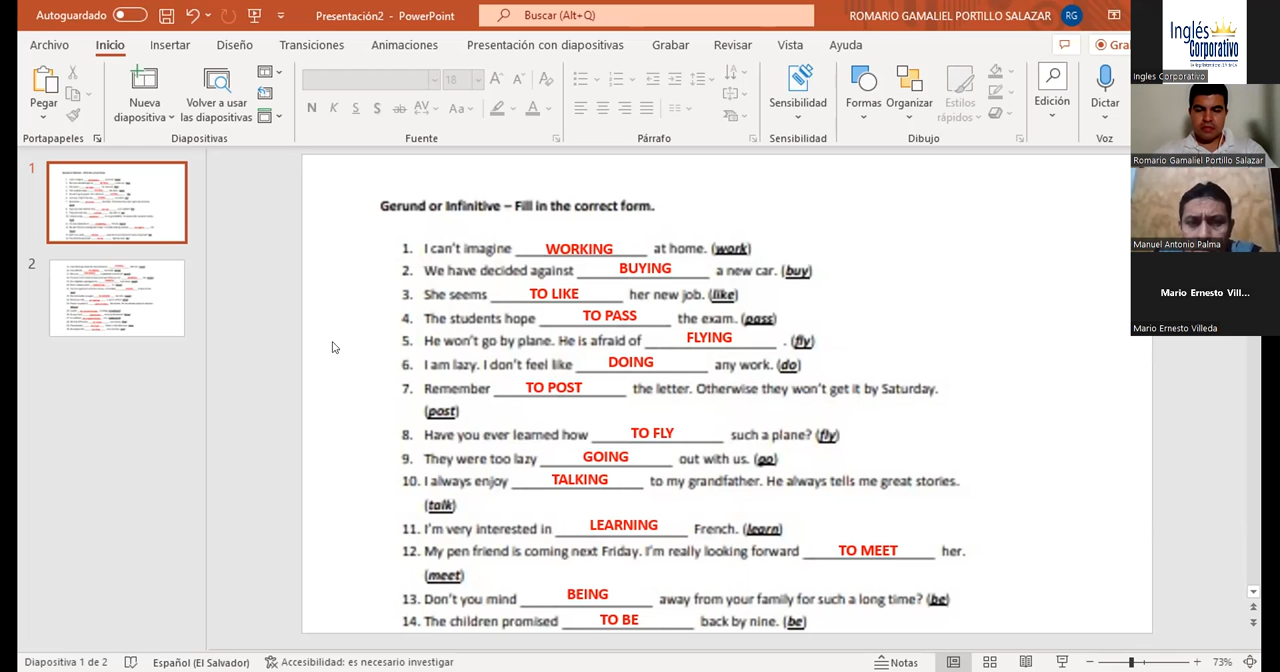 Autoguardado
Presentación2 - PowerPoint
Buscar (Alt+Q)
ROMARIO GAMALIEL PORTILLO SALAZAR RG
Archivo Inicio Insertar Diseño Transiciones Animaciones Presentación con diapositivas Grabar Revisar Vista Ayuda
Pegar
Nueva diapositiva
Volver a usar las diapositivas
18
N K S S ab AV Aa A
Sensibilidad
Formas Organizar Estilos rápidos
Edición
Dictar
Portapapeles Diapositivas Fuente Párrafo Sensibilidad Dibujo Voz
Inglés
Corporativo
Ingles Corporativo
Romario Gamaliel Portillo Salazar
Manuel Antonio Palma
Mario Ernesto Vill...
Mario Ernesto Villeda
1
2
Gerund or Infinitive – Fill in the correct form.
1. I can't imagine WORKING at home. (work)
2. We have decided against BUYING a new car. (buy)
3. She seems TO LIKE her new job. (like)
4. The students hope TO PASS the exam. (pass)
5. He won't go by plane. He is afraid of FLYING . (fly)
6. I am lazy. I don't feel like DOING any work. (do)
7. Remember TO POST the letter. Otherwise they won't get it by Saturday.
(post)
8. Have you ever learned how TO FLY such a plane? (fly)
9. They were too lazy GOING out with us. (go)
10. I always enjoy TALKING to my grandfather. He always tells me great stories.
(talk)
11. I'm very interested in LEARNING French. (learn)
12. My pen friend is coming next Friday. I'm really looking forward TO MEET her.
(meet)
13. Don't you mind BEING away from your family for such a long time? (be)
14. The children promised TO BE back by nine. (be)
Diapositiva 1 de 2 Español (El Salvador) Accesibilidad: es necesario investigar
Notas
73%